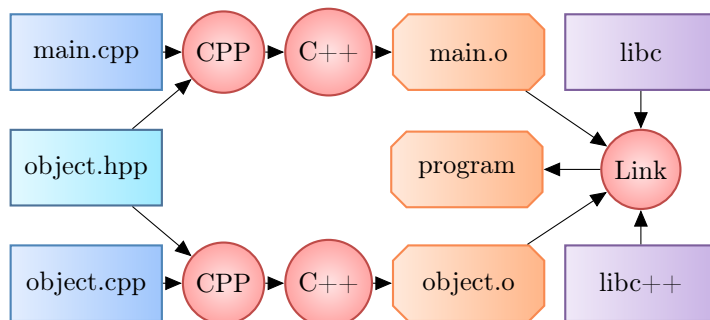 main.cpp
CPP
C++
main.o
libc
object.hpp
program
Link
object.cpp
CPP
C++
object.o
libc++